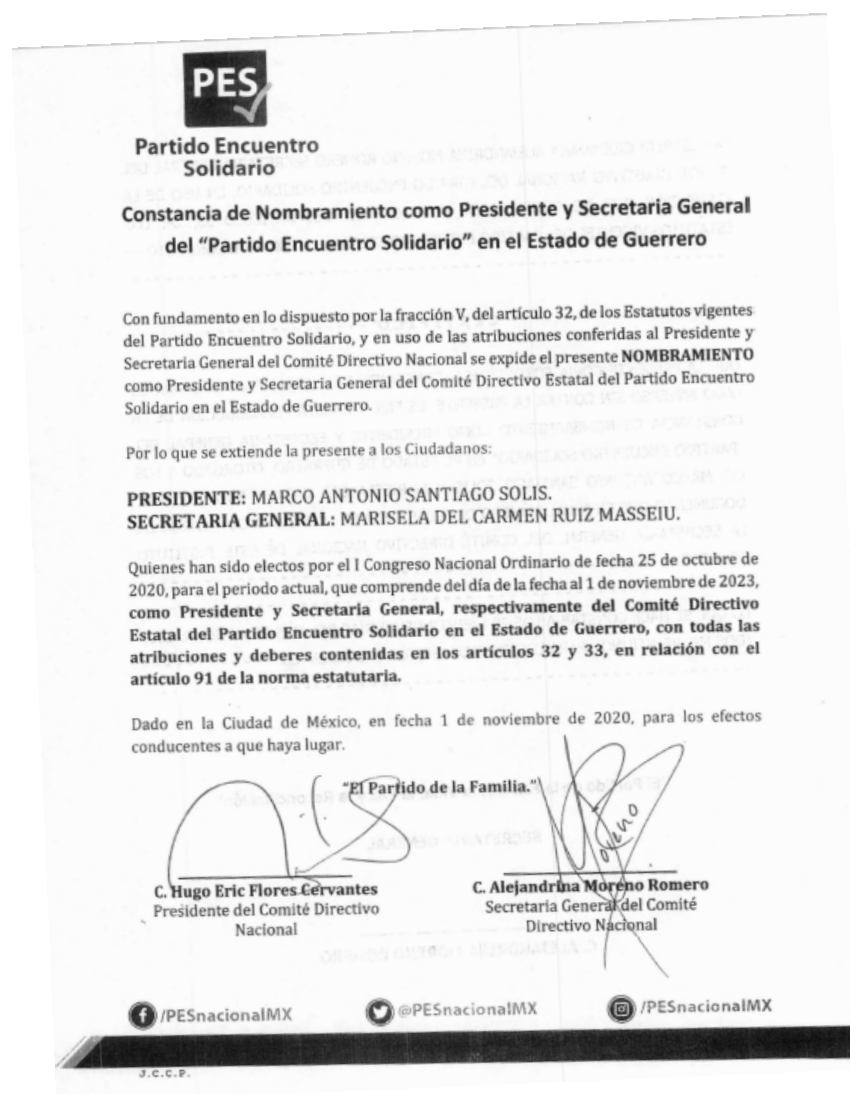 PES
Partido Encuentro
Solidario
Constancia de Nombramiento como Presidente y Secretaria General
del “Partido Encuentro Solidario” en el Estado de Guerrero
Con fundamento en lo dispuesto por la fracción V, del artículo 32, de los Estatutos vigentes
del Partido Encuentro Solidario, y en uso de las atribuciones conferidas al Presidente y
Secretaria General del Comité Directivo Nacional se expide el presente NOMBRAMIENTO
como Presidente y Secretaria General del Comité Directivo Estatal del Partido Encuentro
Solidario en el Estado de Guerrero.
Por lo que se extiende la presente a los Ciudadanos:
PRESIDENTE: MARCO ANTONIO SANTIAGO SOLIS.
SECRETARIA GENERAL: MARISELA DEL CARMEN RUIZ MASSEIU.
Quienes han sido electos por el I Congreso Nacional Ordinario de fecha 25 de octubre de
2020, para el periodo actual, que comprende del día de la fecha al 1 de noviembre de 2023,
como Presidente y Secretaria General, respectivamente del Comité Directivo
Estatal del Partido Encuentro Solidario en el Estado de Guerrero, con todas las
atribuciones y deberes contenidas en los artículos 32 y 33, en relación con el
artículo 91 de la norma estatutaria.
Dado en la Ciudad de México, en fecha 1 de noviembre de 2020, para los efectos
conducentes a que haya lugar.
“El Partido de la Familia.”
C. Hugo Eric Flores Cervantes
Presidente del Comité Directivo
Nacional
C. Alejandrina Moreno Romero
Secretaria General del Comité
Directivo Nacional
/PESnacionalMX
@PESnacionalMX
/PESnacionalMX
J.C.C.P.